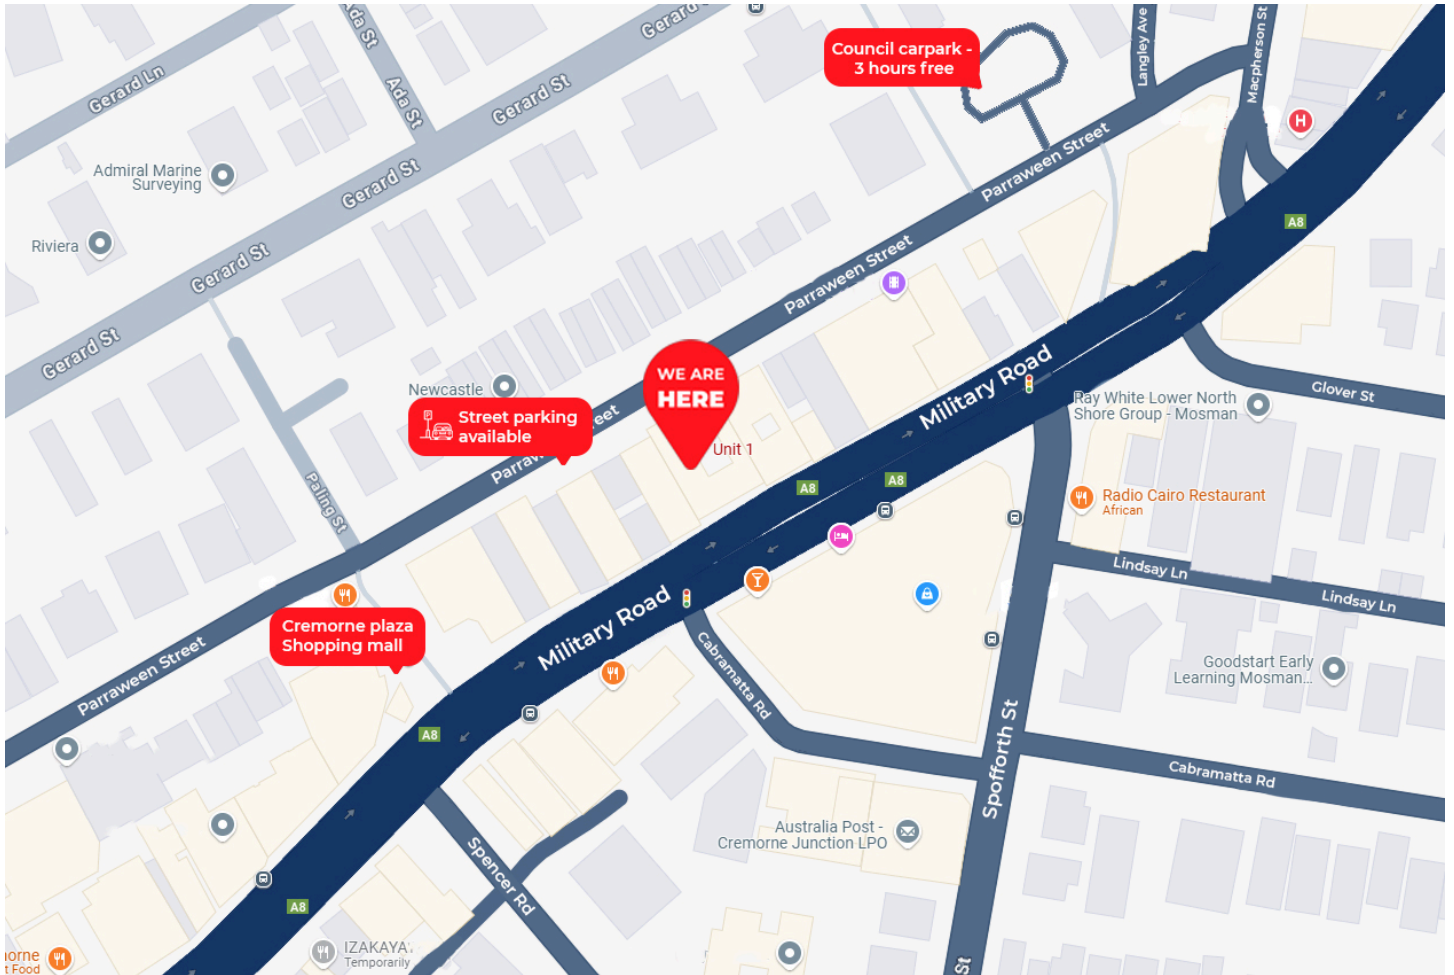 Ada St
Gerard St
Council carpark -
3 hours free
Langley Ave
Macpherson St
Gerard Ln
Ada St
Gerard St
H
Admiral Marine
Surveying
Gerard St
Parraween Street
Riviera
A8
Gerard St
Parraween Street
Gerard St
WE ARE
HERE
Military Road
Newcastle
Glover St
Street parking
available
Ray White Lower North
Shore Group - Mosman
Unit 1
A8
A8
Paling St
Radio Cairo Restaurant
African
Lindsay Ln
Lindsay Ln
Cremorne plaza
Shopping mall
Military Road
Parraween Street
Cabramatta Rd
Goodstart Early
Learning Mosman...
A8
Spofforth St
Cabramatta Rd
Australia Post -
Cremorne Junction LPO
Spencer Rd
A8
IZAKAYA
Temporarily
orne
t Food
St